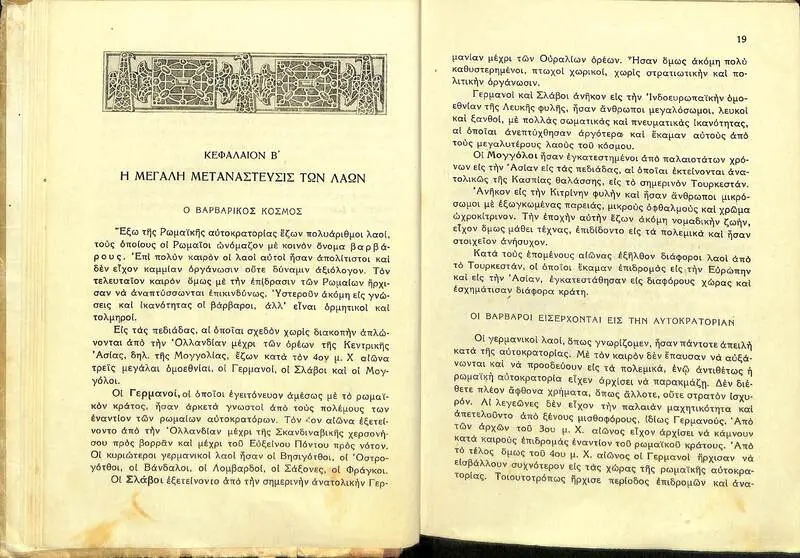 ΚΕΦΑΛΑΙΟΝ Β΄
Η ΜΕΓΑΛΗ ΜΕΤΑΝΑΣΤΕΥΣΙΣ ΤΩΝ ΛΑΩΝ
Ο ΒΑΡΒΑΡΙΚΟΣ ΚΟΣΜΟΣ
Ἔξω τῆς Ρωμαϊκῆς αὐτοκρατορίας ἔζων πολυάριθμοι λαοί,
τοὺς ὁποίους οἱ Ρωμαῖοι ὠνόμαζον μὲ κοινὸν ὄνομα βαρβά-
ρους. Ἐπὶ πολὺν καιρὸν οἱ λαοὶ αὐτοὶ ἦσαν ἀπολίτιστοι καὶ
δὲν εἶχον καμμίαν ὀργάνωσιν οὔτε δύναμιν ἀξιόλογον. Τὸν
τελευταῖον καιρὸν ὅμως μὲ τὴν ἐπίδρασιν τῶν Ρωμαίων ἤρχι-
σαν νὰ ἀναπτύσσωνται ἐπικινδύνως. Ὑστεροῦν ἀκόμη εἰς γνώ-
σεις καὶ ἱκανότητας οἱ βάρβαροι, ἀλλ' εἶναι ὁρμητικοὶ καὶ
τολμηροί.
Εἰς τὰς πεδιάδας, αἱ ὁποῖαι σχεδὸν χωρὶς διακοπὴν ἁπλώ-
νονται ἀπὸ τὴν Ὁλλανδίαν μέχρι τῶν ὀρέων τῆς Κεντρικῆς
Ἀσίας, δηλ. τῆς Μογγολίας, ἔζων κατὰ τὸν 4ον μ. Χ αἰῶνα
τρεῖς μεγάλαι ὁμοεθνίαι, οἱ Γερμανοί, οἱ Σλάβοι καὶ οἱ Μογ-
γόλοι.
Οἱ Γερμανοί, οἱ ὁποῖοι ἐγειτόνευον ἀμέσως μὲ τὸ ρωμαϊ-
κὸν κράτος, ἦσαν ἀρκετὰ γνωστοὶ ἀπὸ τοὺς πολέμους των
ἐναντίον τῶν ρωμαίων αὐτοκρατόρων. Τὸν αἰῶνα ἐξετεί-
νοντο ἀπὸ τὴν Ὁλλανδίαν μέχρι τῆς Σκανδιναβικῆς χερσονή-
σου πρὸς βορρᾶν καὶ μέχρι τοῦ Εὐξείνου Πόντου πρὸς νότον.
Οἱ κυριώτεροι γερμανικοὶ λαοὶ ἦσαν οἱ Βησιγότθοι, οἱ Ὀστρο-
γότθοι, οἱ Βάνδαλοι, οἱ Λομβαρδοί, οἱ Σάξονες, οἱ Φράγκοι.
Οἱ Σλάβοι ἐξετείνοντο ἀπὸ τὴν σημερινὴν ἀνατολικὴν Γερ-
19
μανίαν μέχρι τῶν Οὐραλίων ὀρέων. Ἦσαν ὅμως ἀκόμη πολὺ
καθυστερημένοι, πτωχοὶ χωρικοί, χωρὶς στρατιωτικὴν καὶ πο-
λιτικὴν ὀργάνωσιν.
Γερμανοὶ καὶ Σλάβοι ἀνῆκον εἰς τὴν Ἰνδοευρωπαϊκὴν ὁμο-
εθνίαν τῆς Λευκῆς φυλῆς, ἦσαν ἄνθρωποι μεγαλόσωμοι, λευκοὶ
καὶ ξανθοί, μὲ πολλὰς σωματικὰς καὶ πνευματικὰς ἱκανότητας,
αἱ ὁποῖαι ἀνεπτύχθησαν ἀργότερα καὶ ἔκαμαν αὐτοὺς ἀπὸ
τοὺς μεγαλυτέρους λαοὺς τοῦ κόσμου.
Οἱ Μογγόλοι ἦσαν ἐγκατεστημένοι ἀπὸ παλαιοτάτων χρό-
νων εἰς τὴν Ἀσίαν εἰς τὰς πεδιάδας, αἱ ὁποῖαι ἐκτείνονται ἀνα-
τολικῶς τῆς Κασπίας θαλάσσης, εἰς τὸ σημερινὸν Τουρκεστάν.
Ἀνῆκον εἰς τὴν Κιτρίνην φυλὴν καὶ ἦσαν ἄνθρωποι μικρό-
σωμοι μὲ ἐξωγκωμένας παρειάς, μικροὺς ὀφθαλμοὺς καὶ χρῶμα
ὠχροκίτρινον. Τὴν ἐποχὴν αὐτὴν ἔζων ἀκόμη νομαδικὴν ζωήν,
εἶχον ὅμως μάθει τέχνας, ἐπιδίδοντο εἰς τὰ πολεμικὰ καὶ ἦσαν
στοιχεῖον ἀνήσυχον.
Κατὰ τοὺς ἑπομένους αἰῶνας ἐξῆλθον διάφοροι λαοὶ ἀπὸ
τὸ Τουρκεστάν, οἱ ὁποῖοι ἔκαμαν ἐπιδρομὰς εἰς τὴν Εὐρώπην
καὶ εἰς τὴν Ἀσίαν, ἐγκατεστάθησαν εἰς διαφόρους χώρας καὶ
ἐσχημάτισαν διάφορα κράτη.
ΟΙ ΒΑΡΒΑΡΟΙ ΕΙΣΕΡΧΟΝΤΑΙ ΕΙΣ ΤΗΝ ΑΥΤΟΚΡΑΤΟΡΙΑΝ
Οἱ γερμανικοὶ λαοί, ὅπως γνωρίζομεν, ἦσαν πάντοτε ἀπειλὴ
κατὰ τῆς αὐτοκρατορίας. Μὲ τὸν καιρὸν δὲν ἔπαυσαν νὰ αὐξά-
νωνται καὶ νὰ προοδεύουν εἰς τὰ πολεμικά, ἐνῷ ἀντιθέτως ἡ
ρωμαϊκὴ αὐτοκρατορία εἶχεν ἀρχίσει νὰ παρακμάζῃ. Δὲν διέ-
θετε πλέον ἄφθονα χρήματα, ὅπως ἄλλοτε, οὔτε στρατὸν ἰσχυ-
ρόν. Αἱ λεγεῶνες δὲν εἶχον τὴν παλαιὰν μαχητικότητα καὶ
ἀπετελοῦντο ἀπὸ ξένους μισθοφόρους, ἰδίως Γερμανούς. Ἀπὸ
τῶν ἀρχῶν τοῦ 3ου μ. Χ. αἰῶνος εἶχον ἀρχίσει νὰ κάμνουν
κατὰ καιροὺς ἐπιδρομὰς ἐναντίον τοῦ ρωμαϊκοῦ κράτους. Ἀπὸ
τὸ τέλος ὅμως τοῦ 4ου μ. Χ. αἰῶνος οἱ Γερμανοὶ ἤρχισαν νὰ
εἰσβάλλουν συχνότερον εἰς τὰς χώρας τῆς ρωμαϊκῆς αὐτοκρα-
τορίας. Τοιουτοτρόπως ἤρχισε περίοδος ἐπιδρομῶν καὶ ἀνα-